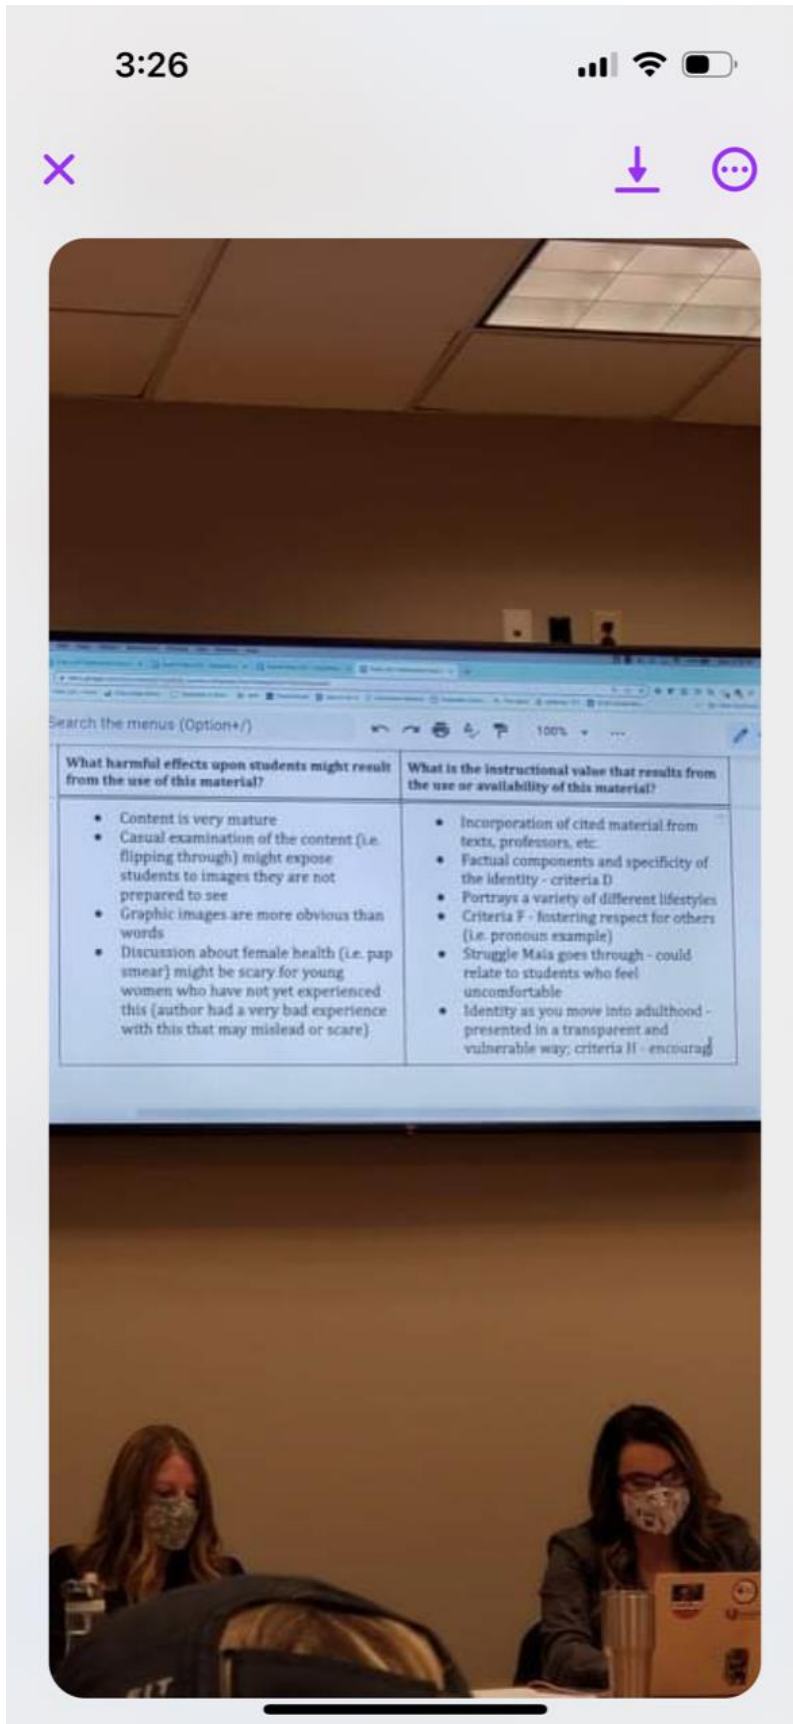 3:26
Search the menus (Option+/)
100%
What harmful effects upon students might result
from the use of this material?
Content is very mature
Casual examination of the content (i.e.
flipping through) might expose
students to images they are not
prepared to see
Graphic images are more obvious than
words
Discussion about female health (i.e. pap
smear) might be scary for young
women who have not yet experienced
this (author had a very bad experience
with this that may mislead or scare)
What is the instructional value that results from
the use or availability of this material?
Incorporation of cited material from
texts, professors, etc.
Factual components and specificity of
the identity - criteria D
Portrays a variety of different lifestyles
Criteria F - fostering respect for others
(i.e. pronoun example)
Struggle Maia goes through - could
relate to students who feel
uncomfortable
Identity as you move into adulthood -
presented in a transparent and
vulnerable way; criteria H - encourag